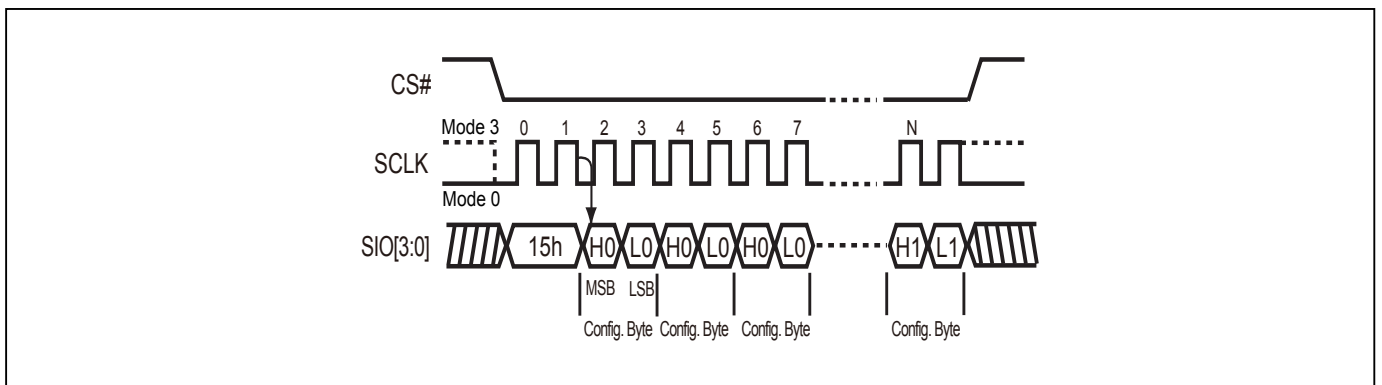 CS#
Mode 3 0 1 2 3 4 5 6 7 N
SCLK
Mode 0
SIO[3:0] 15h H0 L0 H0 L0 H0 L0 H1 L1
MSB LSB
Config. Byte Config. Byte Config. Byte Config. Byte